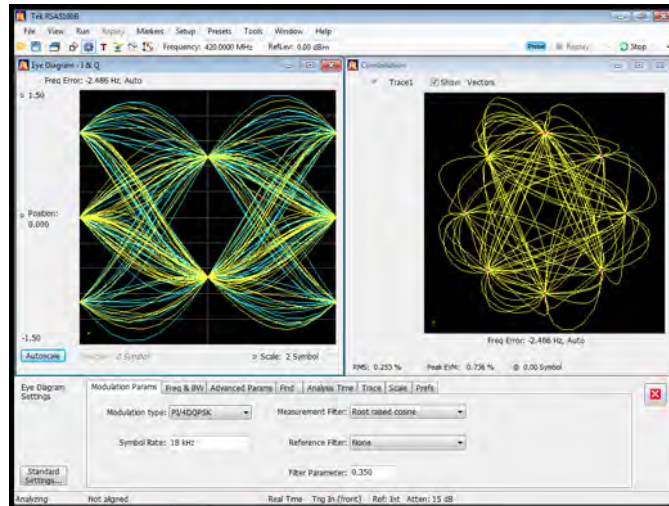 Tek RSA5100B
File View Run Replay Markers Setup Presets Tools Window Help
Frequency: 420.0000 MHz RefLev: 0.00 dBm Preset Replay Stop
Eye Diagram - I & Q
Freq Error: -2.486 Hz, Auto
1.50
Position:
0.000
-1.50
Autoscale
Scale: 2 Symbol
Constellation
Trace1 Show Vectors
Freq Error: -2.486 Hz, Auto
RMS: 0.253 % Peak EVM: 0.736 % @ 0.00 Symbol
Eye Diagram
Settings
Modulation Params Freq & BW Advanced Params Find Analysis Time Trace Scale Prefs
Modulation type: PI/4DQPSK Measurement Filter: Root raised cosine
Symbol Rate: 18 kHz Reference Filter: None
Filter Parameter: 0.350
Standard
Settings...
Analyzing Not aligned Real Time Trig In (front) Ref: Int Atten: 15 dB